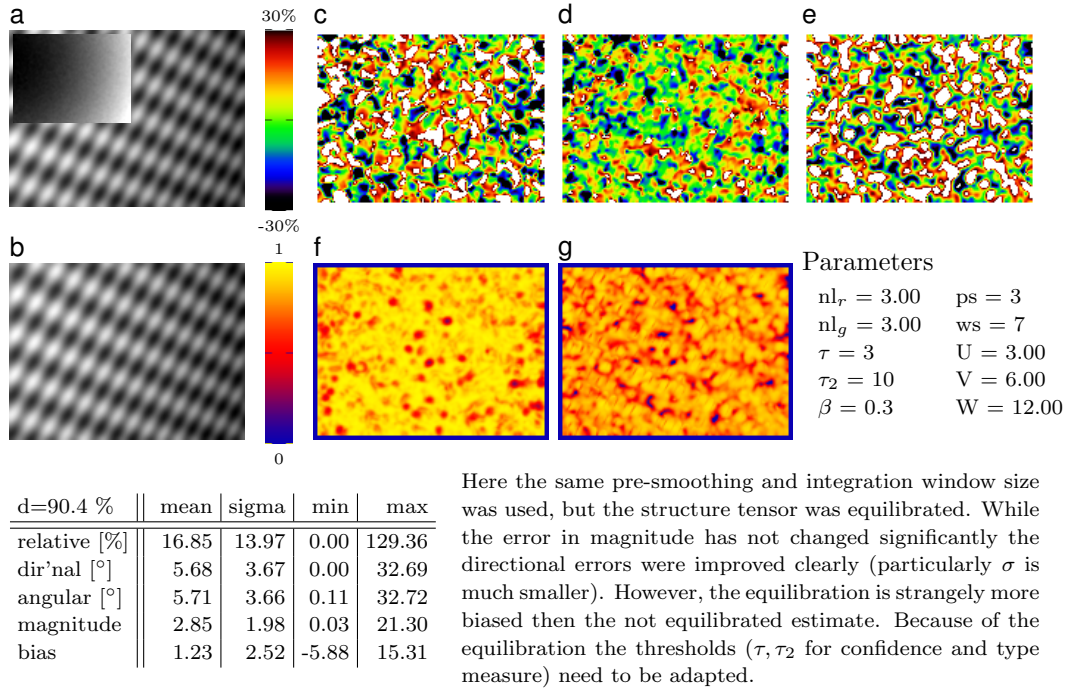 a
30%
c
d
e
-30%
b
1
f
g
0
Parameters
nl_r = 3.00 ps = 3
nl_g = 3.00 ws = 7
τ = 3 U = 3.00
τ_2 = 10 V = 6.00
β = 0.3 W = 12.00
d=90.4 % mean sigma min max
relative [%] 16.85 13.97 0.00 129.36
dir'nal [°] 5.68 3.67 0.00 32.69
angular [°] 5.71 3.66 0.11 32.72
magnitude 2.85 1.98 0.03 21.30
bias 1.23 2.52 -5.88 15.31
Here the same pre-smoothing and integration window size
was used, but the structure tensor was equilibrated. While
the error in magnitude has not changed significantly the
directional errors were improved clearly (particularly σ is
much smaller). However, the equilibration is strangely more
biased then the not equilibrated estimate. Because of the
equilibration the thresholds (τ, τ_2 for confidence and type
measure) need to be adapted.